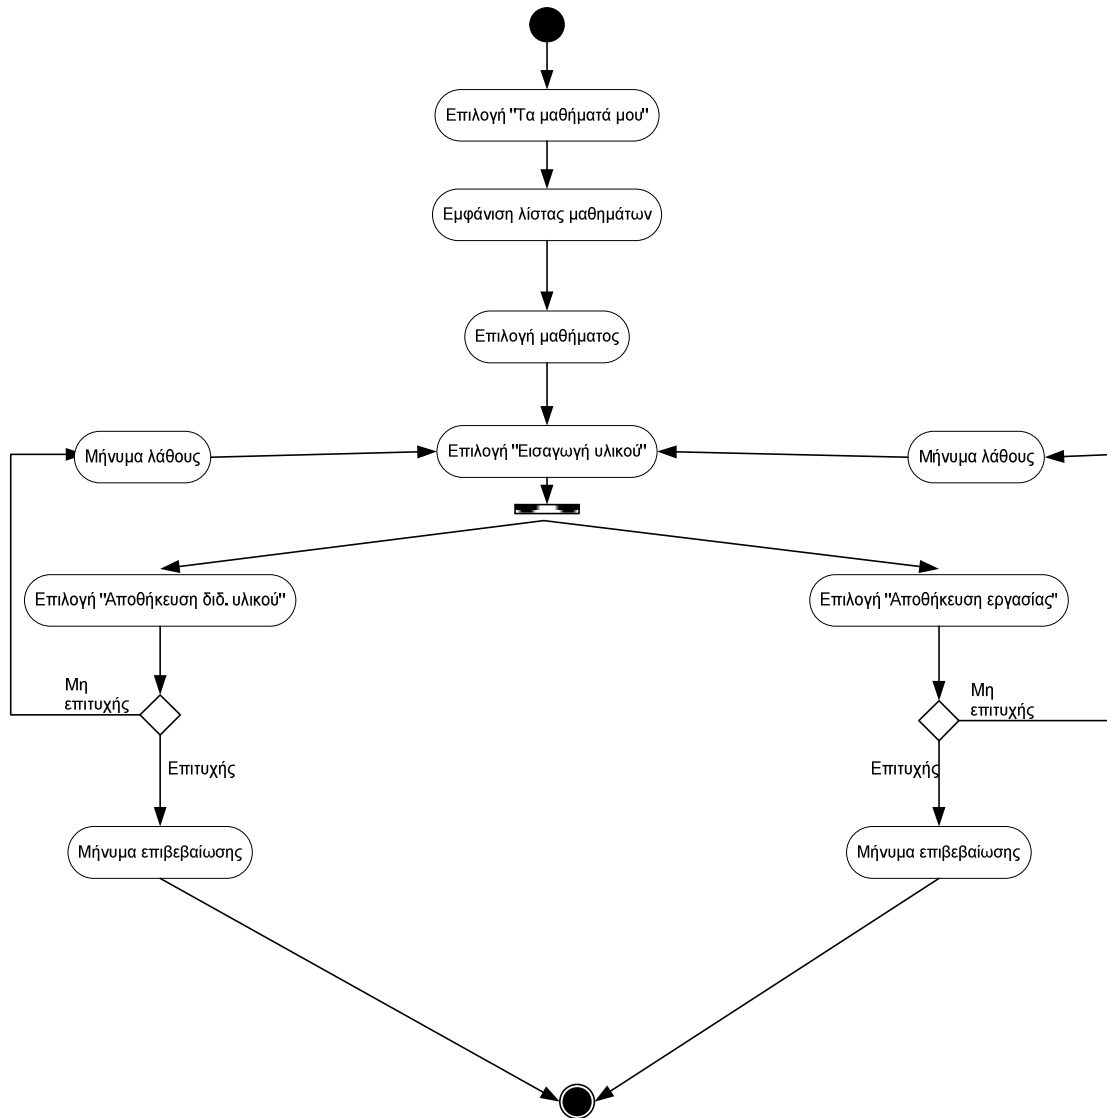 Επιλογή "Τα μαθήματά μου"
Εμφάνιση λίστας μαθημάτων
Επιλογή μαθήματος
Μήνυμα λάθους
Επιλογή "Εισαγωγή υλικού"
Μήνυμα λάθους
Επιλογή "Αποθήκευση διδ. υλικού"
Επιλογή "Αποθήκευση εργασίας"
Μη
επιτυχής
Μη
επιτυχής
Επιτυχής
Επιτυχής
Μήνυμα επιβεβαίωσης
Μήνυμα επιβεβαίωσης